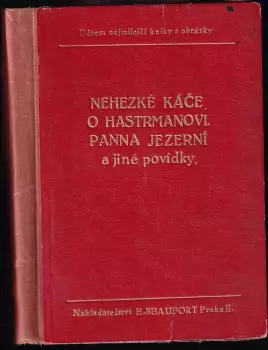 Dětem nejmilejší knihy s obrázky
NEHEZKÉ KÁČE.
O HASTRMANOVI.
PANNA JEZERNÍ
a jiné povídky.
Nakladatelství E. BEAUFORT Praha II.